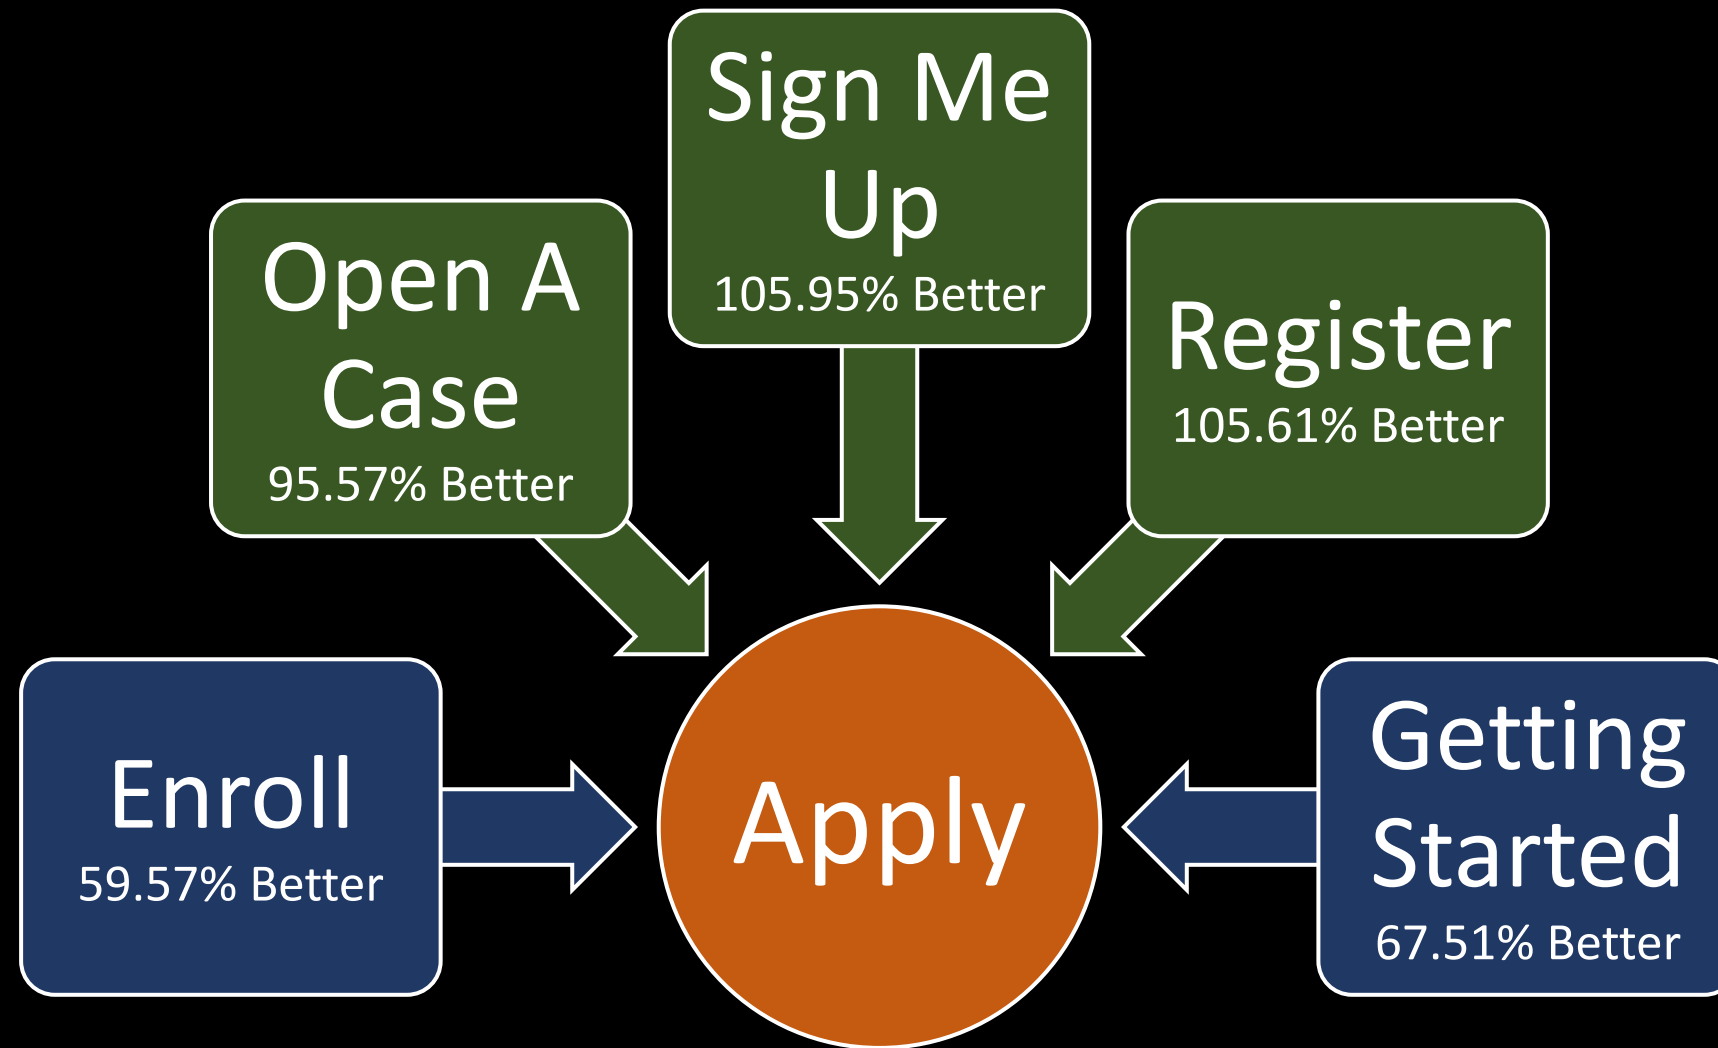 Sign Me
Up
105.95% Better
Open A
Case
95.57% Better
Register
105.61% Better
Enroll
59.57% Better
Apply
Getting
Started
67.51% Better